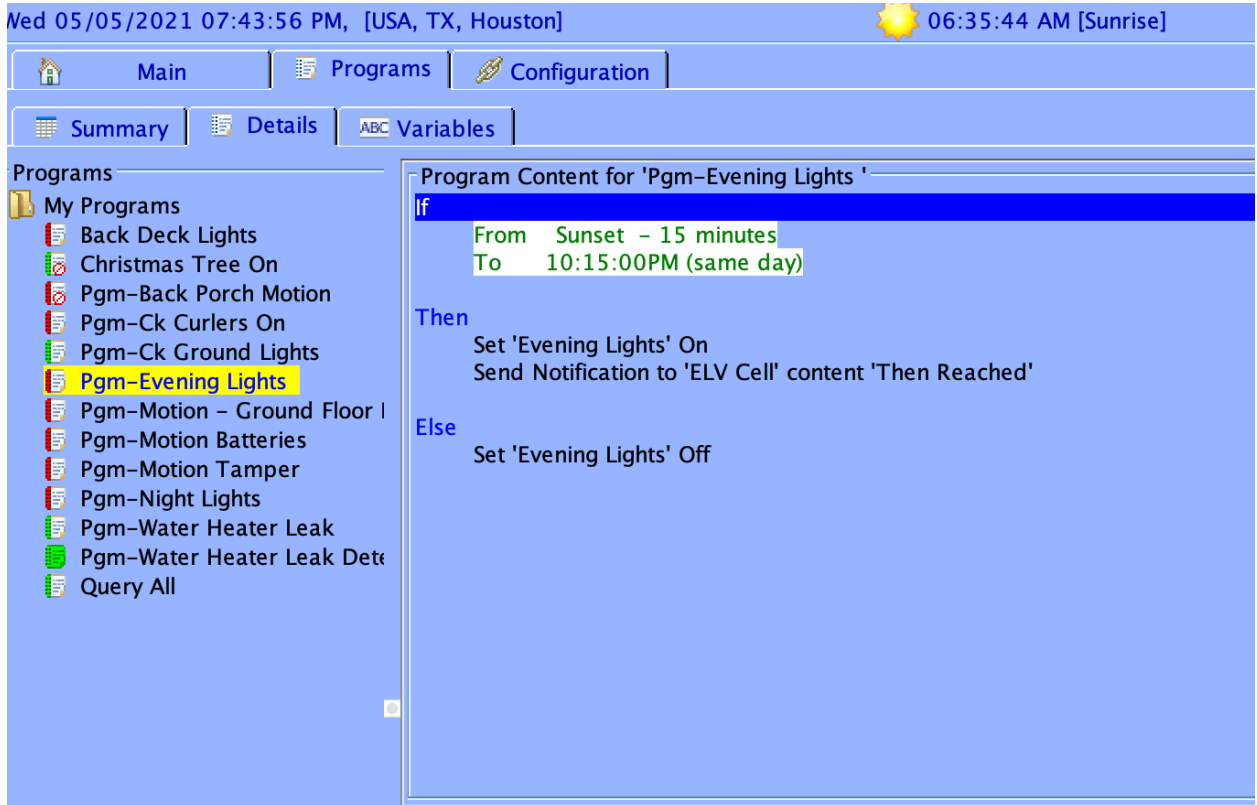 Wed 05/05/2021 07:43:56 PM, [USA, TX, Houston] 06:35:44 AM [Sunrise]
Main Programs Configuration
Summary Details ABC Variables
Programs
My Programs
Back Deck Lights
Christmas Tree On
Pgm-Back Porch Motion
Pgm-Ck Curlers On
Pgm-Ck Ground Lights
Pgm-Evening Lights
Pgm-Motion - Ground Floor
Pgm-Motion Batteries
Pgm-Motion Tamper
Pgm-Night Lights
Pgm-Water Heater Leak
Pgm-Water Heater Leak Dete
Query All
Program Content for 'Pgm-Evening Lights '
If
From Sunset - 15 minutes
To 10:15:00PM (same day)
Then
Set 'Evening Lights' On
Send Notification to 'ELV Cell' content 'Then Reached'
Else
Set 'Evening Lights' Off